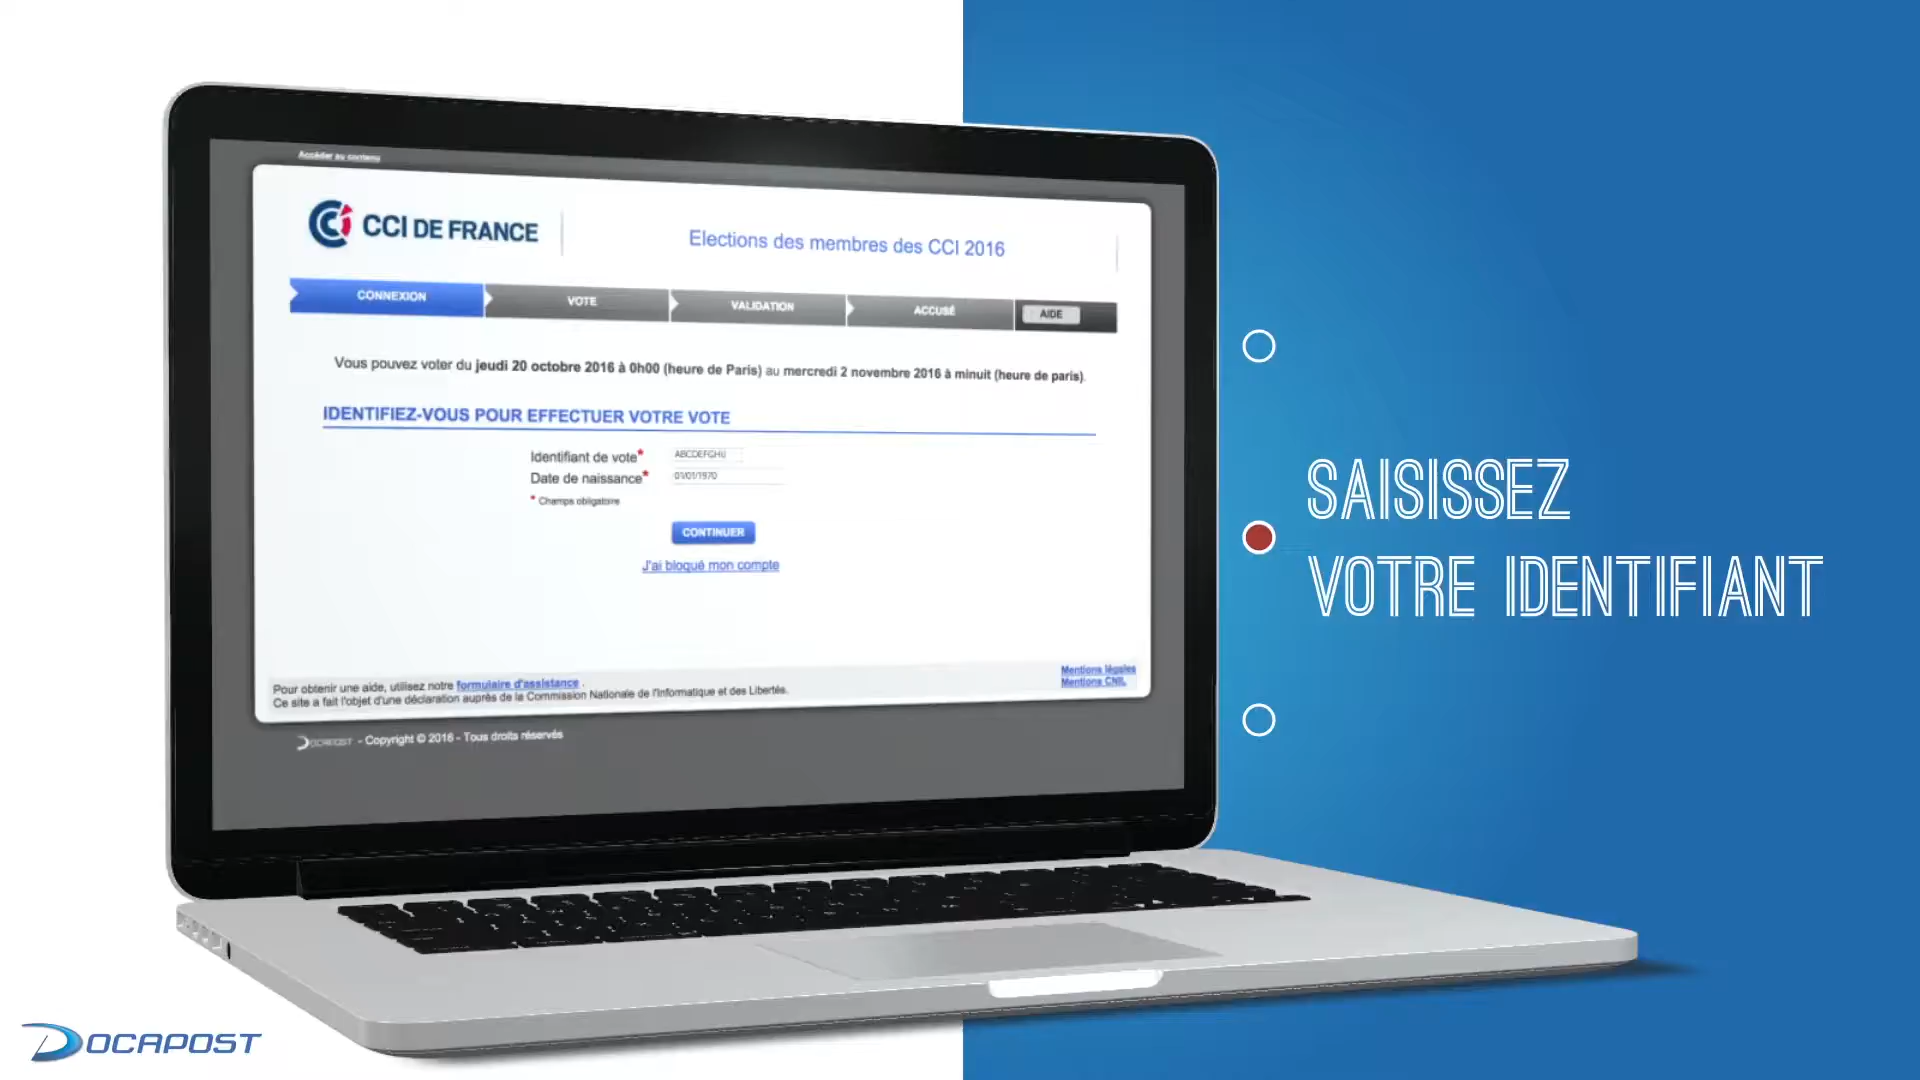 Accéder au contenu
CCI DE FRANCE
Elections des membres des CCI 2016
CONNEXION
VOTE
VALIDATION
ACCUSÉ
AIDE
Vous pouvez voter du jeudi 20 octobre 2016 à 0h00 (heure de Paris) au mercredi 2 novembre 2016 à minuit (heure de paris).
IDENTIFIEZ-VOUS POUR EFFECTUER VOTRE VOTE
Identifiant de vote*
Date de naissance* 01/01/1970
* Champs obligatoire
CONTINUER
J'ai bloqué mon compte
Pour obtenir une aide, utilisez notre formulaire d'assistance .
Ce site a fait l'objet d'une déclaration auprès de la Commission Nationale de l'Informatique et des Libertés.
Mentions légales
Mentions CNIL
DOCAPOST - Copyright © 2016 - Tous droits réservés
SAISISSEZ
VOTRE IDENTIFIANT
DOCAPOST